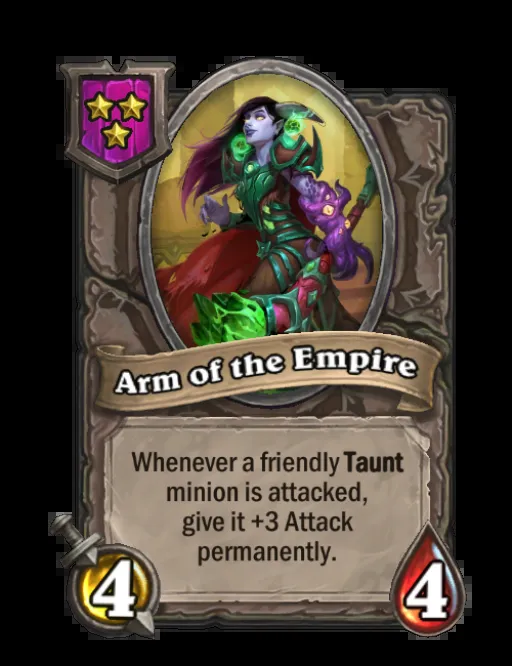 Arm of the Empire
Whenever a friendly Taunt
minion is attacked,
give it +3 Attack
permanently.
4
4